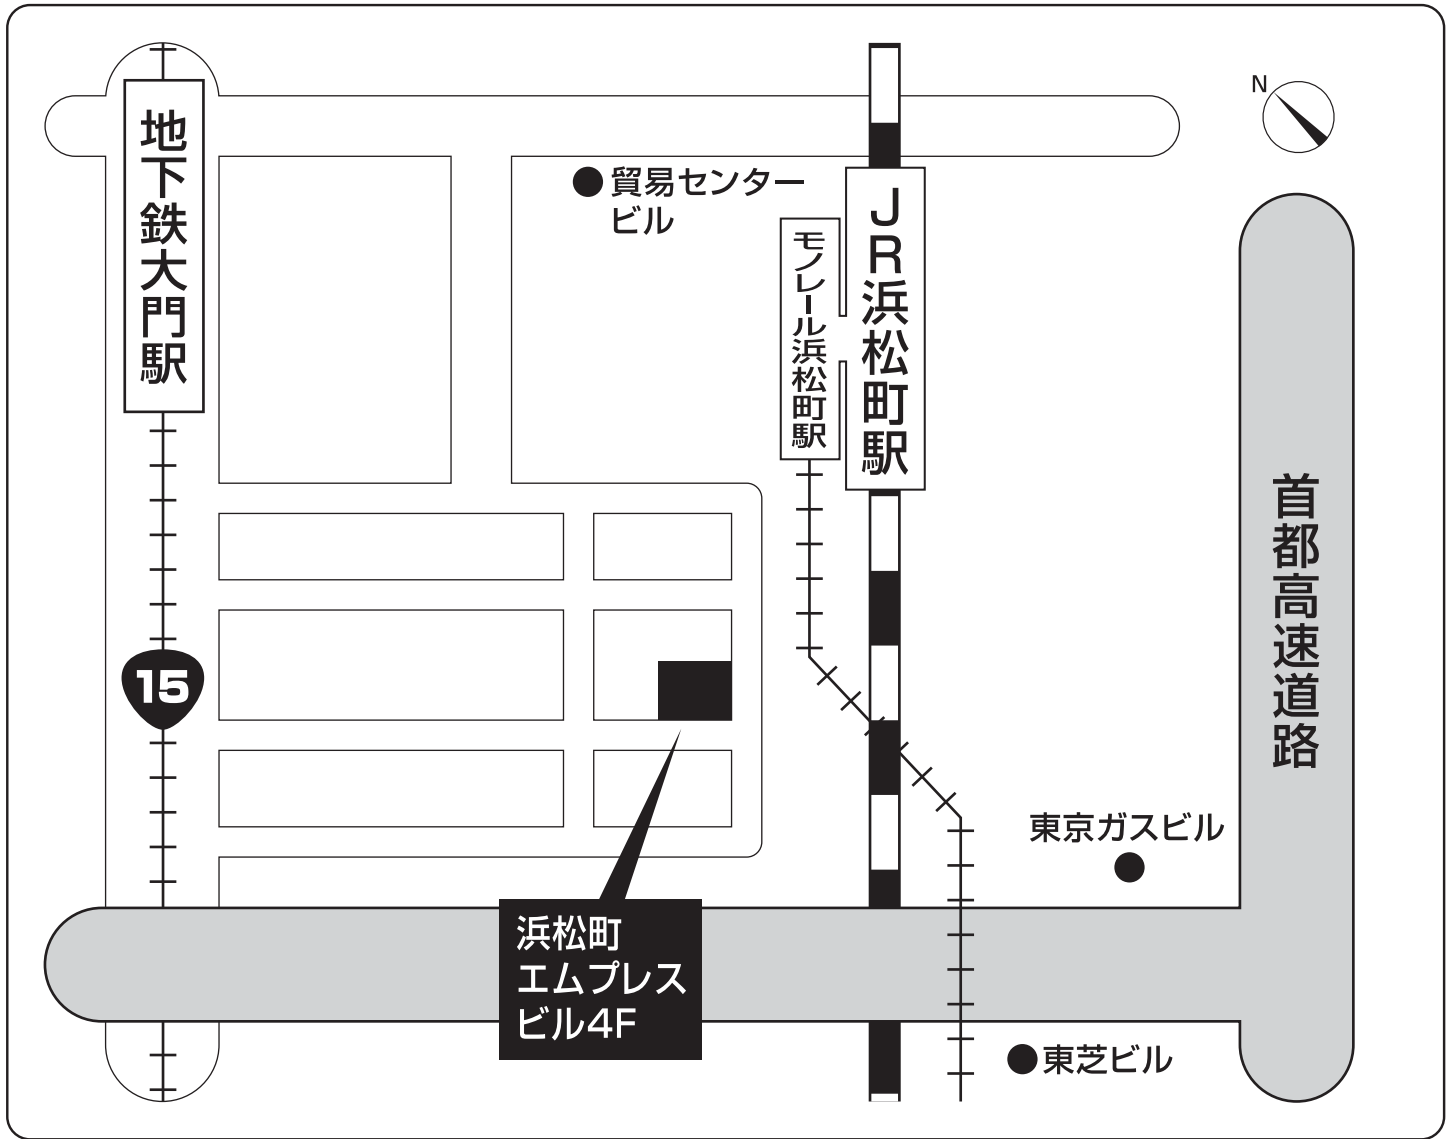 N
地下鉄大門駅
●貿易センター
ビル
モノレール浜松町駅
JR浜松町駅
首都高速道路
15
東京ガスビル
浜松町
エムプレス
ビル4F
●東芝ビル